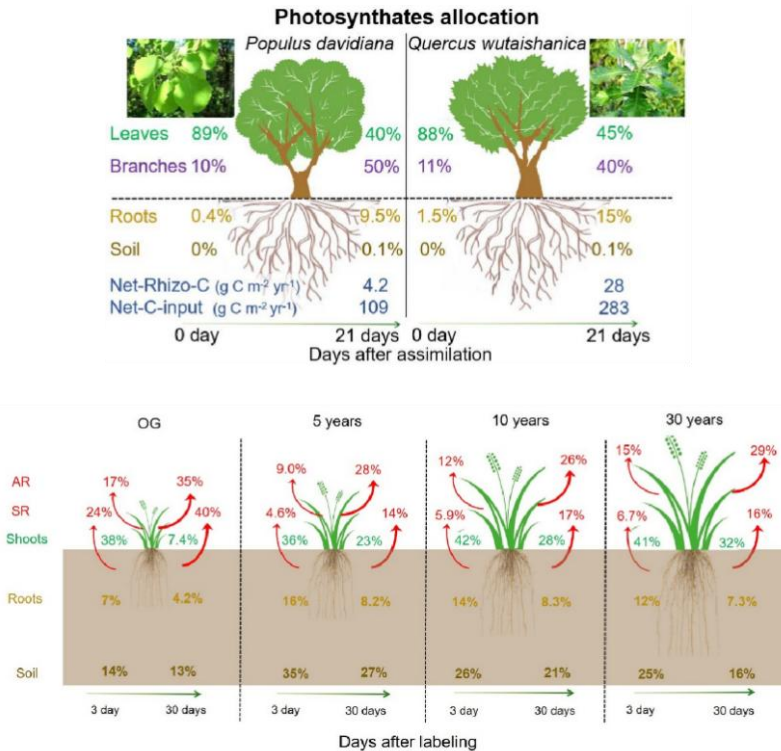 Photosynthates allocation
Populus davidiana Quercus wutaishanica
Leaves 89% 40% 88% 45%
Branches 10% 50% 11% 40%
Roots 0.4% 9.5% 1.5% 15%
Soil 0% 0.1% 0% 0.1%
Net-Rhizo-C (g C m⁻² yr⁻¹) 4.2 28
Net-C-input (g C m⁻² yr⁻¹) 109 283
0 day 21 days 0 day 21 days
Days after assimilation
OG 5 years 10 years 30 years
AR 17% 35% 9.0% 28% 12% 26% 15% 29%
SR 24% 40% 4.6% 14% 5.9% 17% 6.7% 16%
Shoots 38% 7.4% 36% 23% 42% 28% 41% 32%
Roots 7% 4.2% 16% 8.2% 14% 8.3% 12% 7.3%
Soil 14% 13% 35% 27% 26% 21% 25% 16%
3 day 30 days 3 day 30 days 3 day 30 days 3 day 30 days
Days after labeling